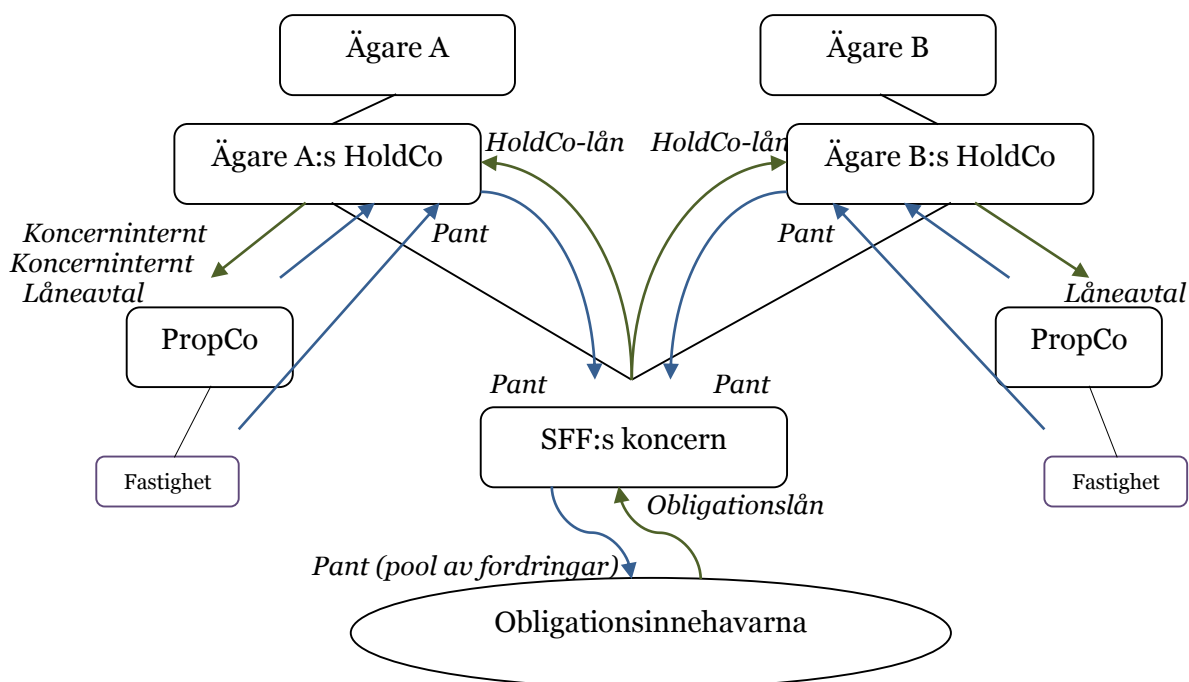 Ägare A
Ägare B
Ägare A:s HoldCo
HoldCo-lån
HoldCo-lån
Ägare B:s HoldCo
Koncerninternt
Koncerninternt
Låneavtal
Pant
Pant
Låneavtal
PropCo
PropCo
Pant
Pant
SFF:s koncern
Fastighet
Fastighet
Obligationslån
Pant (pool av fordringar)
Obligationsinnehavarna